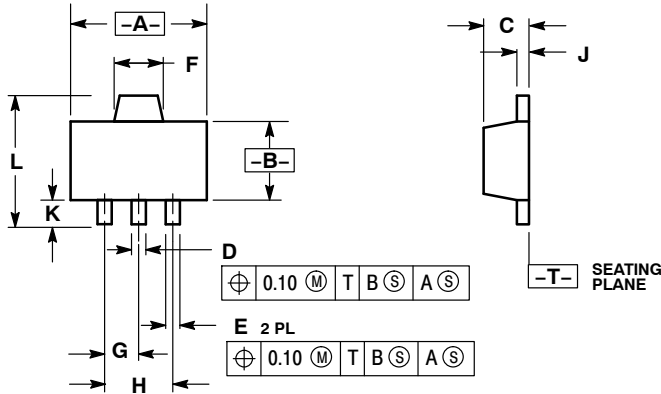 –A–
C
F
J
L
–B–
K
D
⌖ 0.10 Ⓜ T B Ⓢ A Ⓢ
–T– SEATING
PLANE
E 2 PL
⌖ 0.10 Ⓜ T B Ⓢ A Ⓢ
G
H